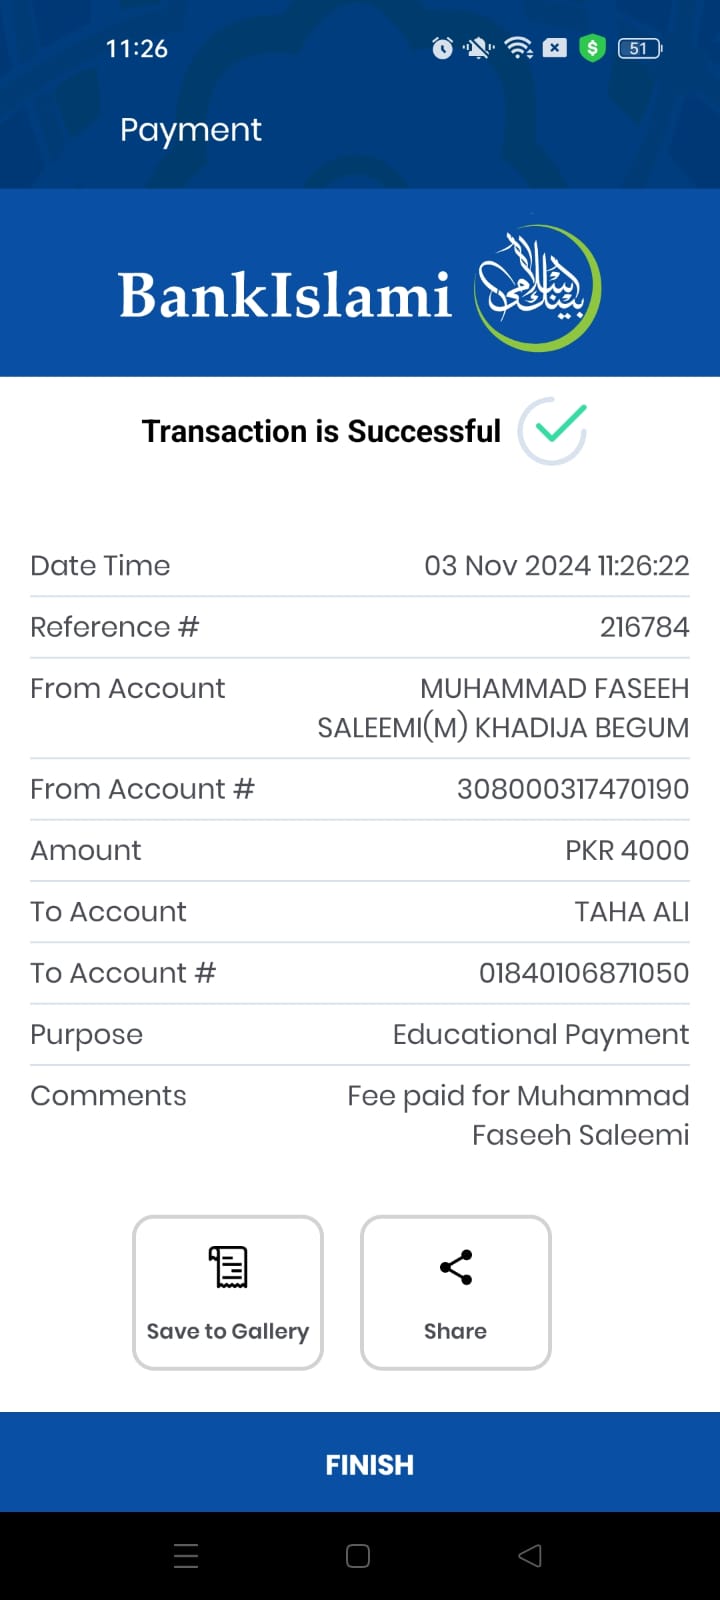 11:26
$ 51
Payment
BankIslami بینک اسلامی
Transaction is Successful
Date Time 03 Nov 2024 11:26:22
Reference # 216784
From Account MUHAMMAD FASEEH
SALEEMI(M) KHADIJA BEGUM
From Account # 308000317470190
Amount PKR 4000
To Account TAHA ALI
To Account # 01840106871050
Purpose Educational Payment
Comments Fee paid for Muhammad
Faseeh Saleemi
Save to Gallery Share
FINISH